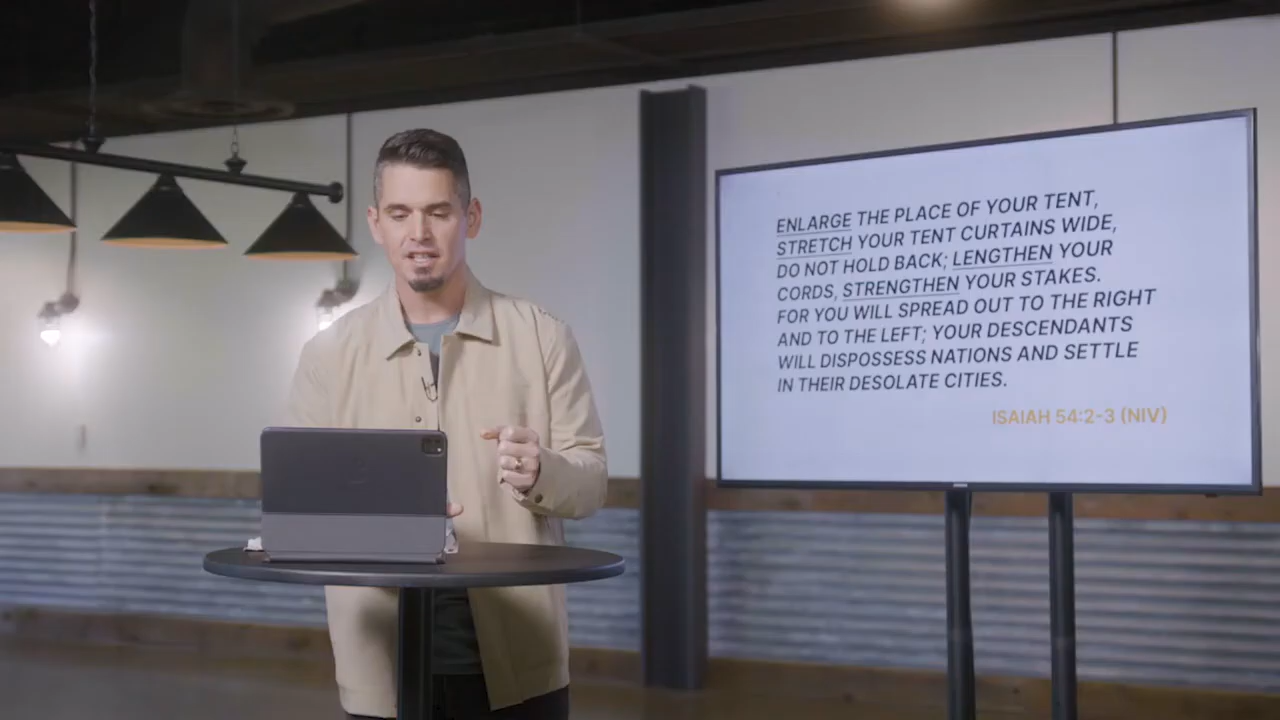 ENLARGE THE PLACE OF YOUR TENT,
STRETCH YOUR TENT CURTAINS WIDE,
DO NOT HOLD BACK; LENGTHEN YOUR
CORDS, STRENGTHEN YOUR STAKES.
FOR YOU WILL SPREAD OUT TO THE RIGHT
AND TO THE LEFT; YOUR DESCENDANTS
WILL DISPOSSESS NATIONS AND SETTLE
IN THEIR DESOLATE CITIES.
ISAIAH 54:2-3 (NIV)